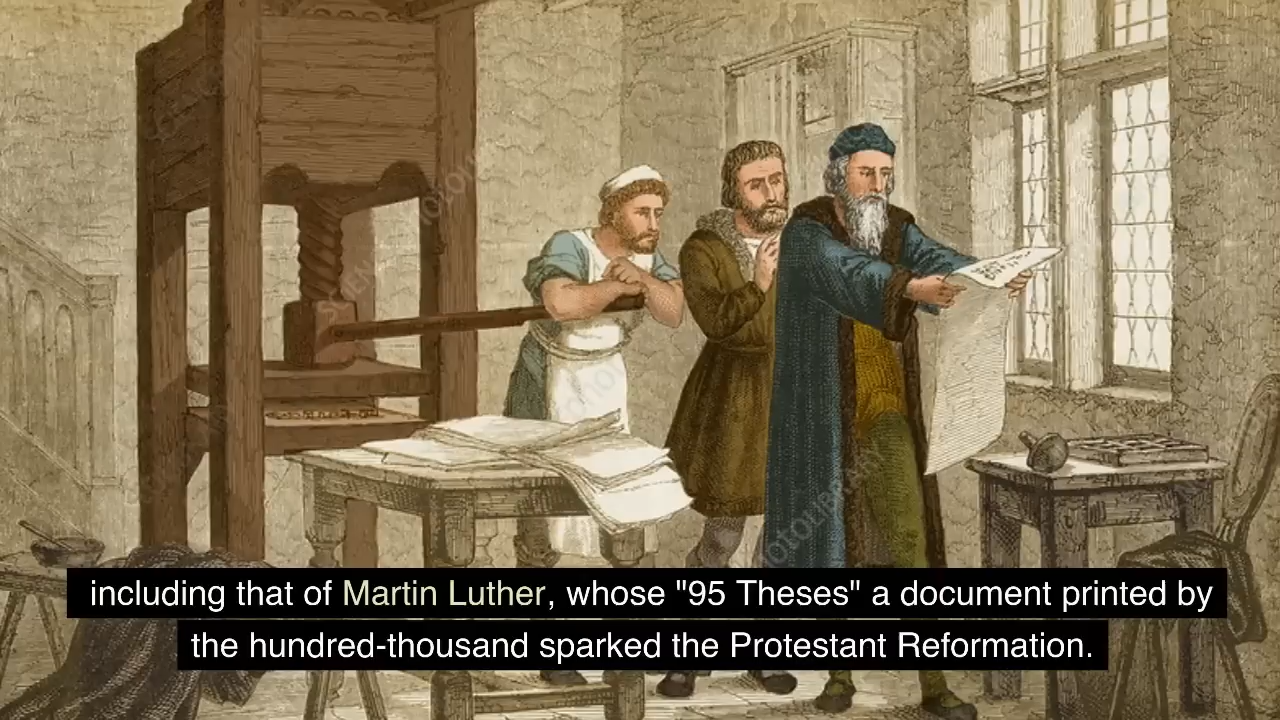 including that of Martin Luther, whose "95 Theses" a document printed by
the hundred-thousand sparked the Protestant Reformation.